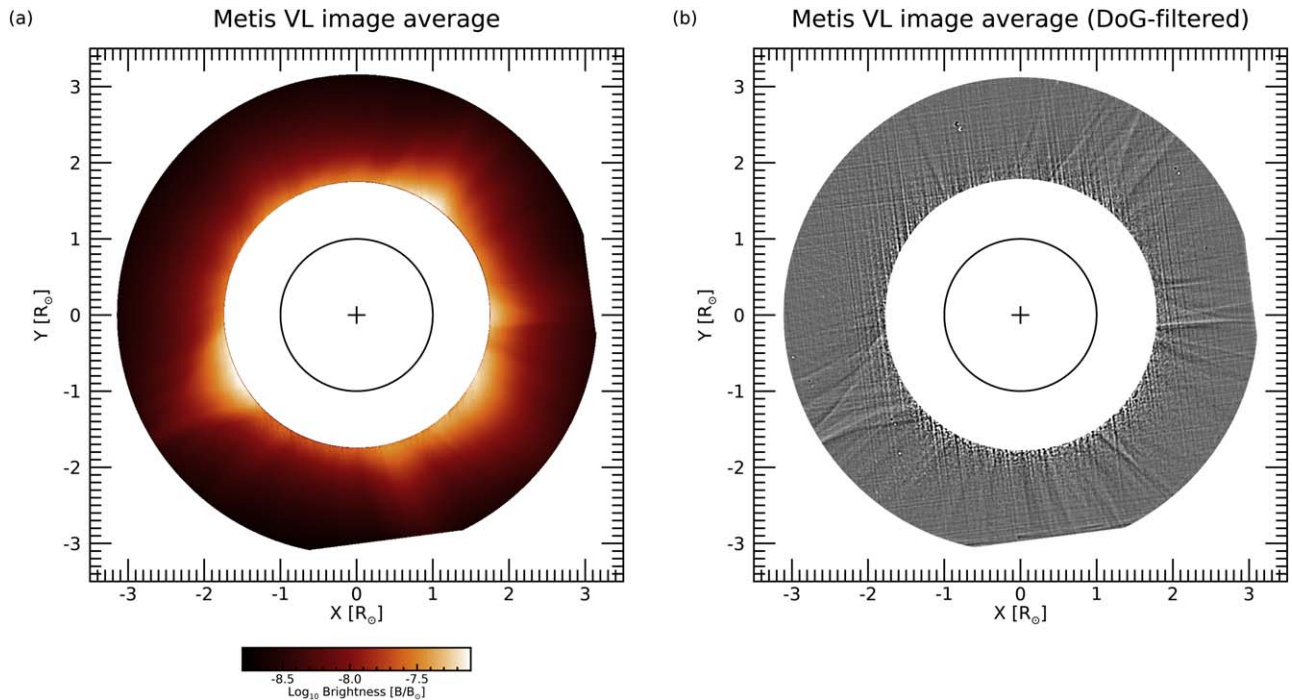 (a)
Metis VL image average
3
2
1
0
-1
-2
-3
Y [R☉]
-3 -2 -1 0 1 2 3
X [R☉]
-8.5 -8.0 -7.5
Log₁₀ Brightness [B/B☉]
(b)
Metis VL image average (DoG-filtered)
3
2
1
0
-1
-2
-3
Y [R☉]
-3 -2 -1 0 1 2 3
X [R☉]